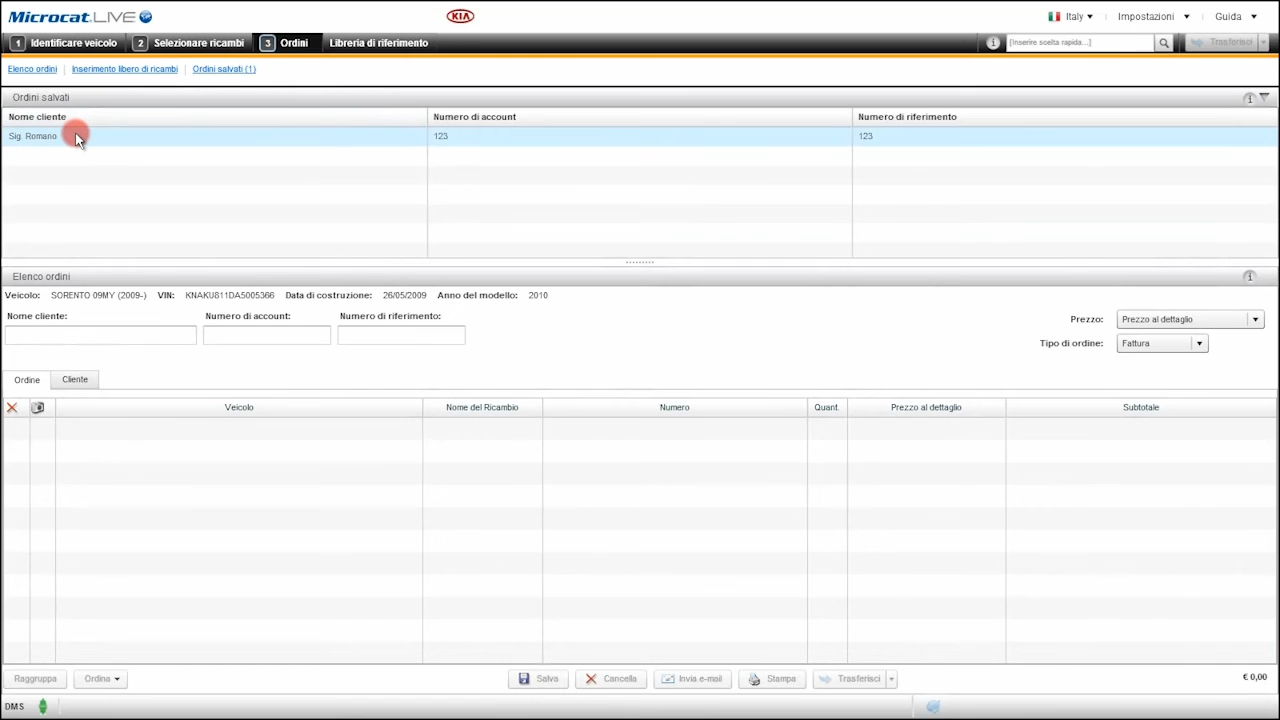 Microcat.LIVE KIA Italy Impostazioni Guida
1 Identificare veicolo 2 Selezionare ricambi 3 Ordini Libreria di riferimento [Inserire scelta rapida...] Trasferisci
Elenco ordini Inserimento libero di ricambi Ordini salvati (1)
Ordini salvati
Nome cliente Numero di account Numero di riferimento
Sig. Romano 123 123
Elenco ordini
Veicolo: SORENTO 09MY (2009-) VIN: KNAKU811DA5005366 Data di costruzione: 26/05/2009 Anno del modello: 2010
Nome cliente: Numero di account: Numero di riferimento:
Prezzo: Prezzo al dettaglio
Tipo di ordine: Fattura
Ordine Cliente
Veicolo Nome del Ricambio Numero Quant. Prezzo al dettaglio Subtotale
Raggruppa Ordina Salva Cancella Invia e-mail Stampa Trasferisci € 0,00
DMS